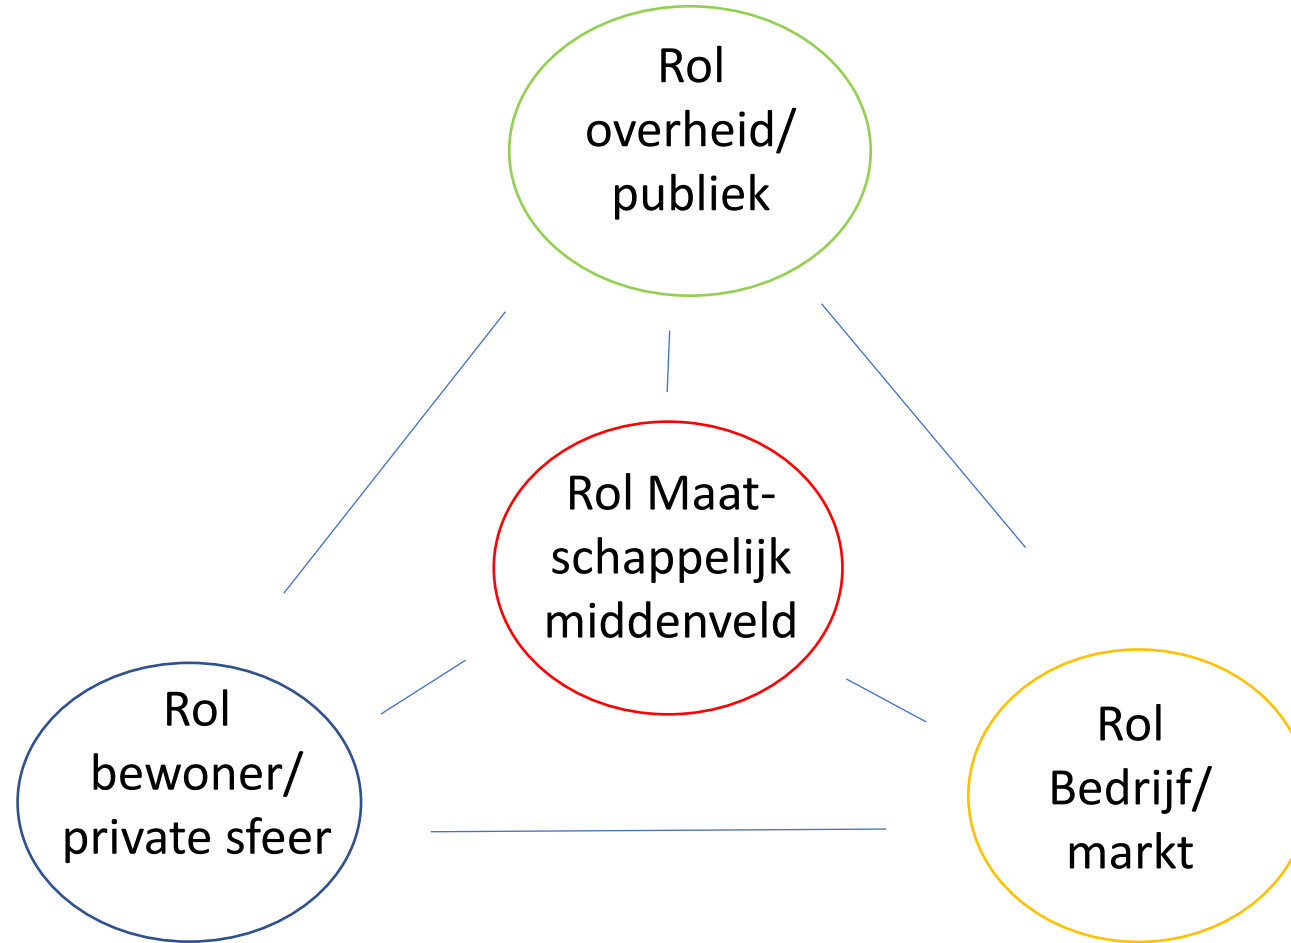 Rol
overheid/
publiek
Rol Maat-
schappelijk
middenveld
Rol
bewoner/
private sfeer
Rol
Bedrijf/
markt